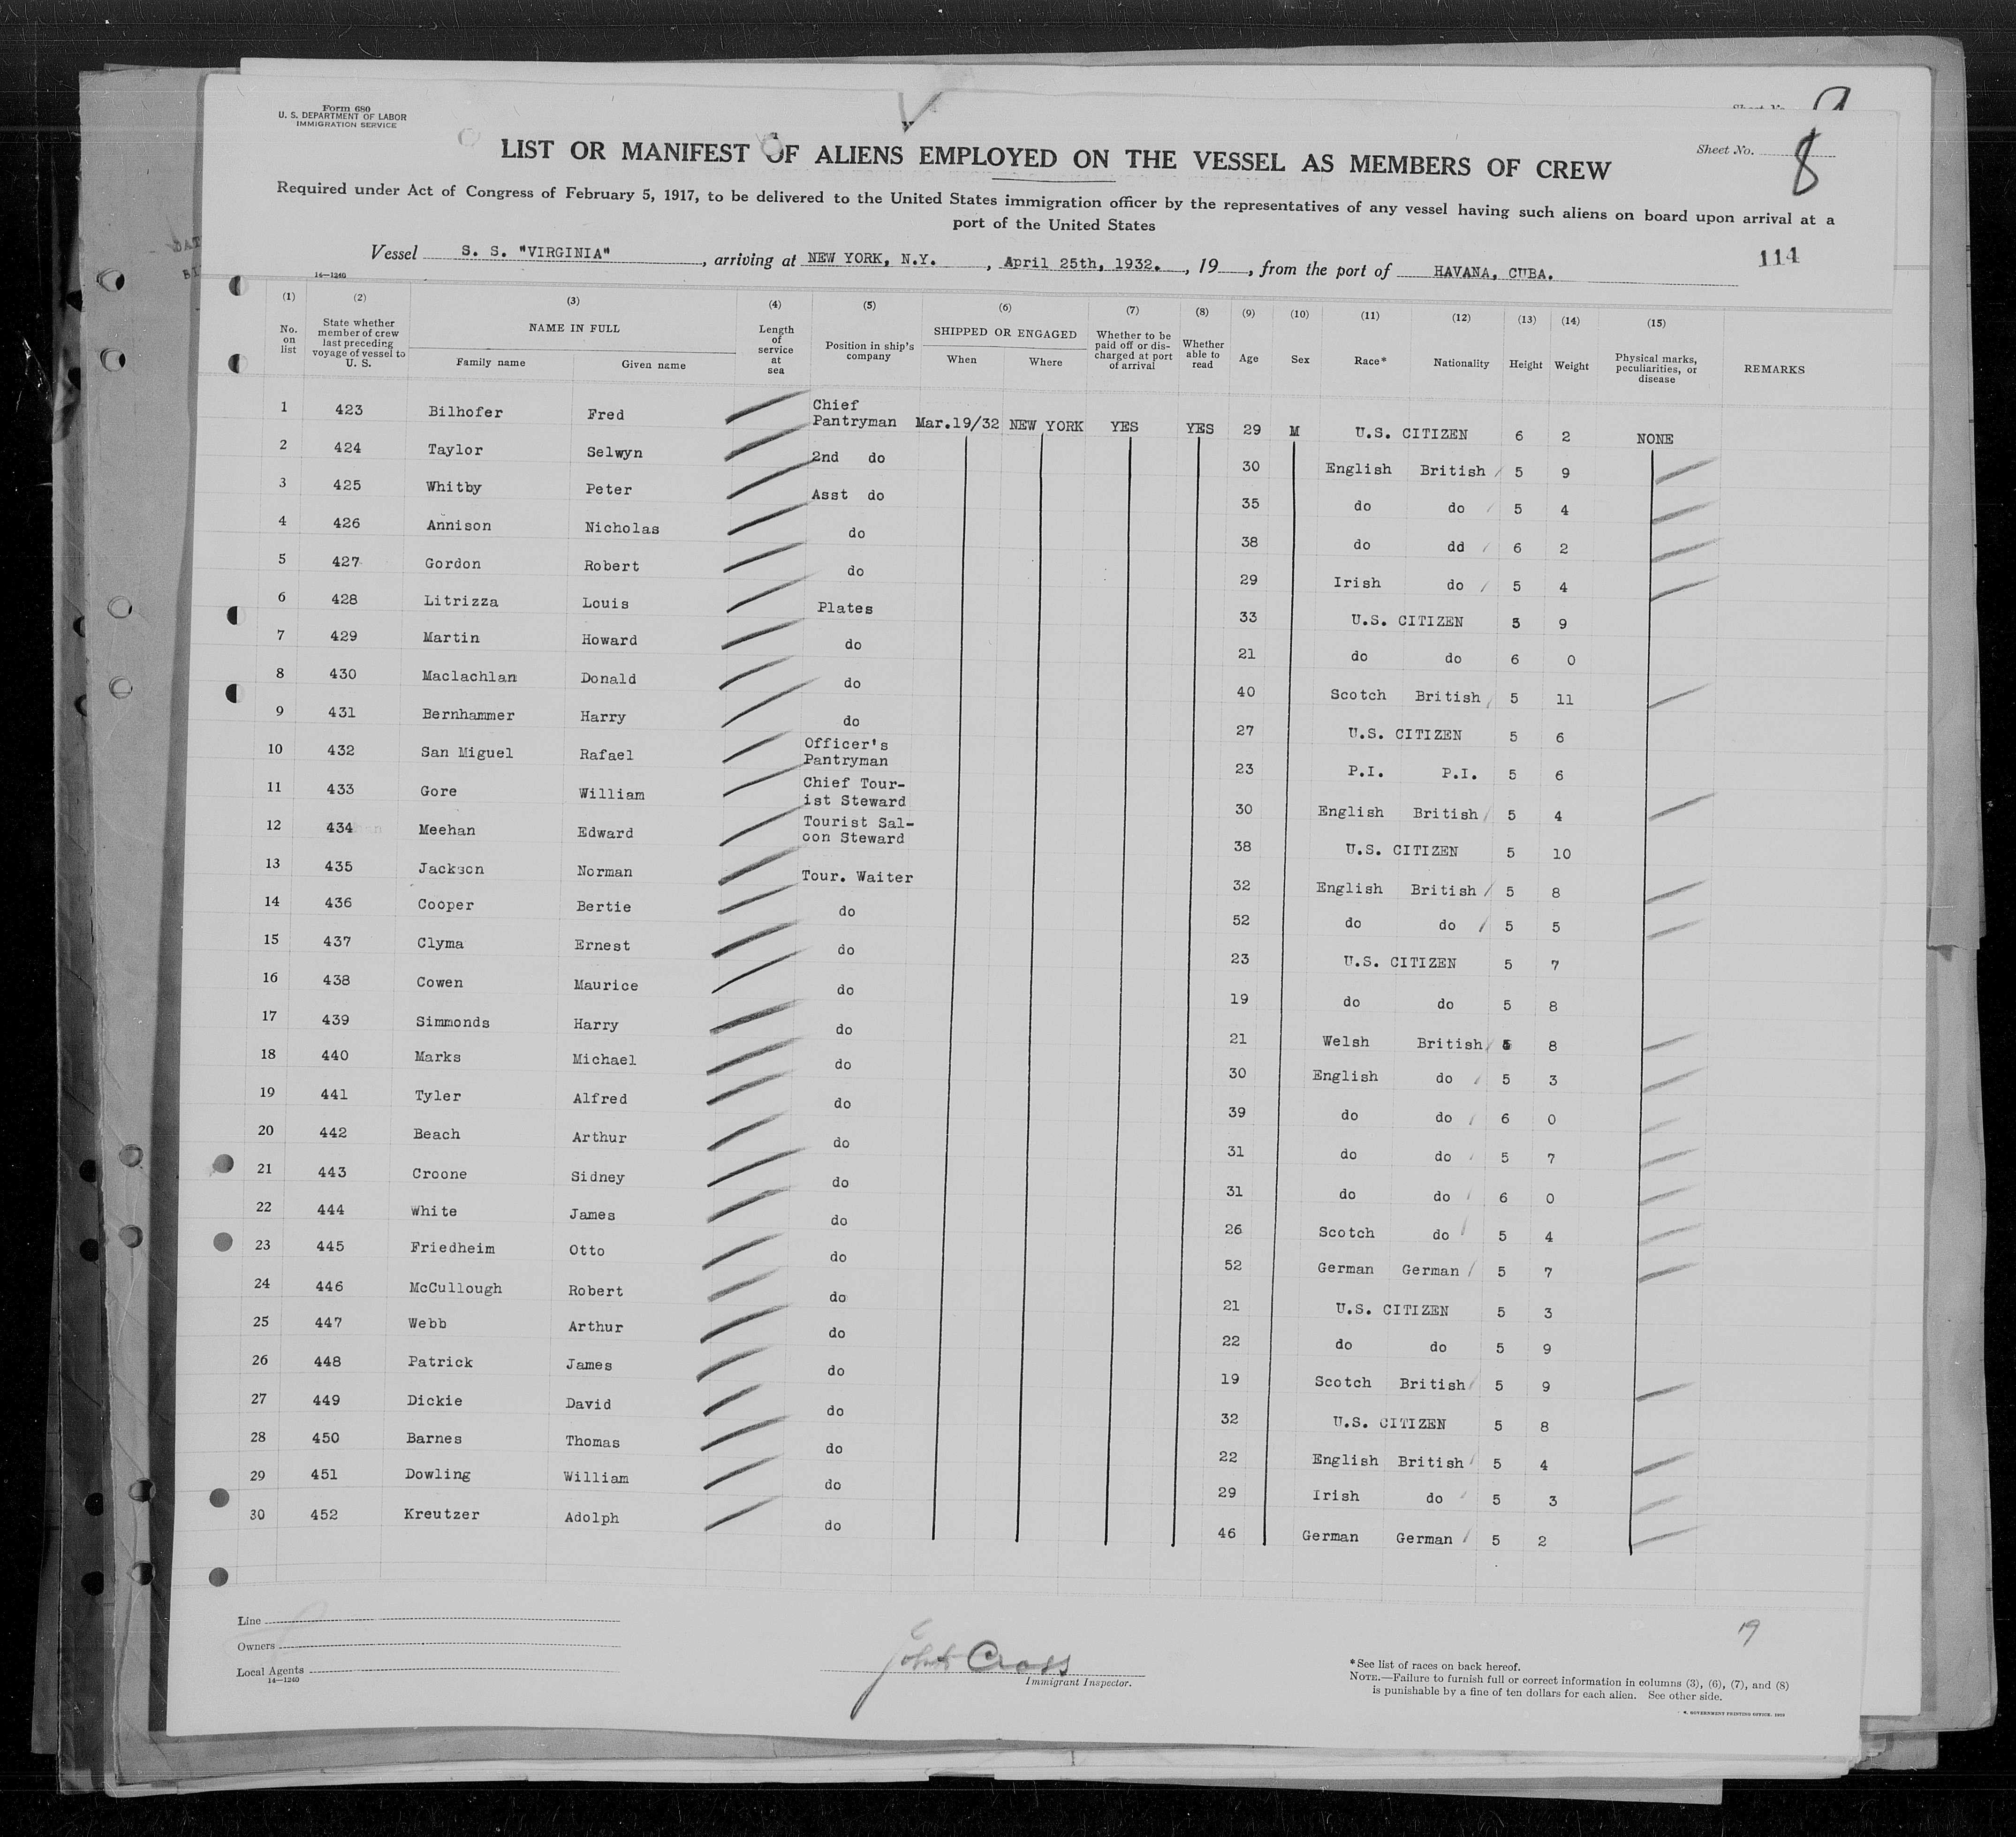 Form 680
U. S. DEPARTMENT OF LABOR
IMMIGRATION SERVICE
Sheet No. 8
LIST OR MANIFEST OF ALIENS EMPLOYED ON THE VESSEL AS MEMBERS OF CREW
Required under Act of Congress of February 5, 1917, to be delivered to the United States immigration officer by the representatives of any vessel having such aliens on board upon arrival at a
port of the United States
Vessel S. S. "VIRGINIA", arriving at NEW YORK, N.Y., April 25th, 1932., 19, from the port of HAVANA, CUBA.
114
14—1240
(1) (2) (3) (4) (5) (6) (7) (8) (9) (10) (11) (12) (13) (14) (15)
No. on list
State whether member of crew last preceding voyage of vessel to U. S.
NAME IN FULL
Family name Given name
Length of service at sea
Position in ship's company
SHIPPED OR ENGAGED
When Where
Whether to be paid off or discharged at port of arrival
Whether able to read
Age Sex Race* Nationality Height Weight
Physical marks, peculiarities, or disease
REMARKS
1 423 Bilhofer Fred Chief Pantryman Mar.19/32 NEW YORK YES YES 29 M U.S. CITIZEN 6 2 NONE
2 424 Taylor Selwyn 2nd do 30 English British 5 9
3 425 Whitby Peter Asst do 35 do do 5 4
4 426 Annison Nicholas do 38 do dd 6 2
5 427 Gordon Robert do 29 Irish do 5 4
6 428 Litrizza Louis Plates 33 U.S. CITIZEN 5 9
7 429 Martin Howard do 21 do do 6 0
8 430 Maclachlan Donald do 40 Scotch British 5 11
9 431 Bernhammer Harry do 27 U.S. CITIZEN 5 6
10 432 San Miguel Rafael Officer's Pantryman 23 P.I. P.I. 5 6
11 433 Gore William Chief Tour-ist Steward 30 English British 5 4
12 434 Meehan Edward Tourist Sal-oon Steward 38 U.S. CITIZEN 5 10
13 435 Jackson Norman Tour. Waiter 32 English British 5 8
14 436 Cooper Bertie do 52 do do 5 5
15 437 Clyma Ernest do 23 U.S. CITIZEN 5 7
16 438 Cowen Maurice do 19 do do 5 8
17 439 Simmonds Harry do 21 Welsh British 5 8
18 440 Marks Michael do 30 English do 5 3
19 441 Tyler Alfred do 39 do do 6 0
20 442 Beach Arthur do 31 do do 5 7
21 443 Croone Sidney do 31 do do 6 0
22 444 White James do 26 Scotch do 5 4
23 445 Friedheim Otto do 52 German German 5 7
24 446 McCullough Robert do 21 U.S. CITIZEN 5 3
25 447 Webb Arthur do 22 do do 5 9
26 448 Patrick James do 19 Scotch British 5 9
27 449 Dickie David do 32 U.S. CITIZEN 5 8
28 450 Barnes Thomas do 22 English British 5 4
29 451 Dowling William do 29 Irish do 5 3
30 452 Kreutzer Adolph do 46 German German 5 2
Line
Owners
Local Agents
14—1240
John Cross
Immigrant Inspector.
19
*See list of races on back hereof.
NOTE.—Failure to furnish full or correct information in columns (3), (6), (7), and (8)
is punishable by a fine of ten dollars for each alien. See other side.